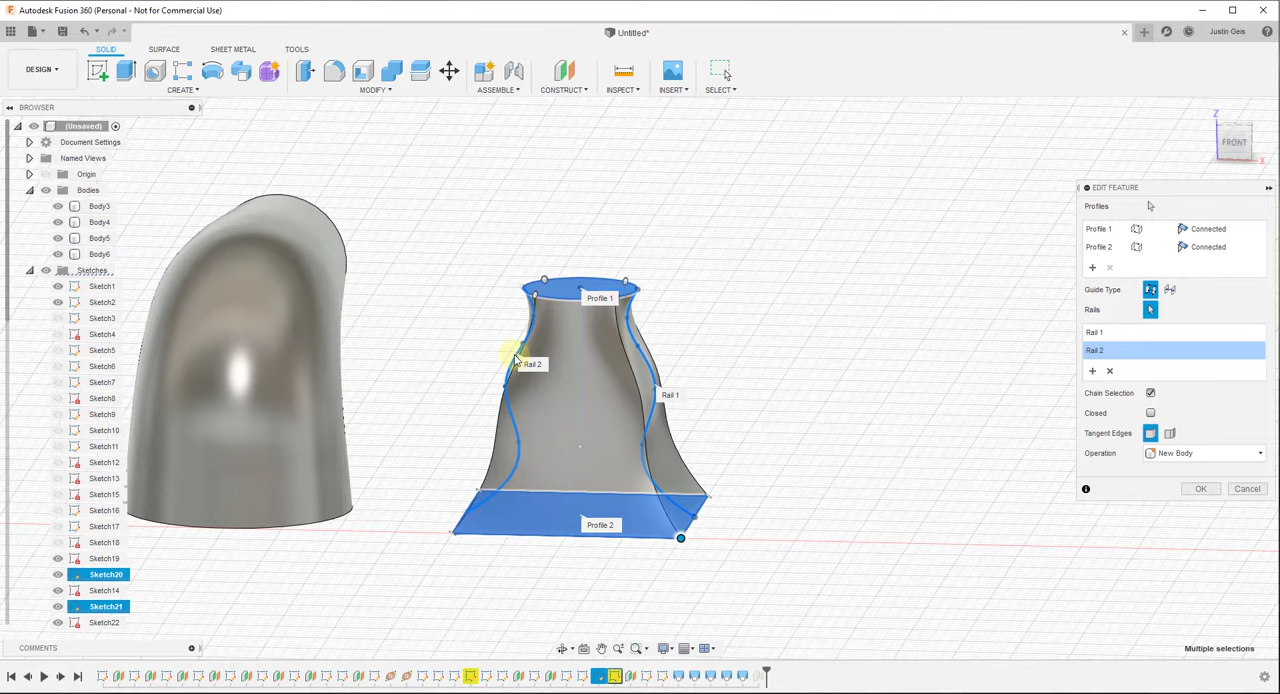 Autodesk Fusion 360 (Personal - Not for Commercial Use)
Untitled*
Justin Geis
SOLID SURFACE SHEET METAL TOOLS
DESIGN
CREATE MODIFY ASSEMBLE CONSTRUCT INSPECT INSERT SELECT
BROWSER
(Unsaved)
Document Settings
Named Views
Origin
Bodies
Body3
Body4
Body5
Body6
Sketches
Sketch1
Sketch2
Sketch3
Sketch4
Sketch5
Sketch6
Sketch7
Sketch8
Sketch9
Sketch10
Sketch11
Sketch12
Sketch13
Sketch15
Sketch16
Sketch17
Sketch18
Sketch19
Sketch20
Sketch14
Sketch21
Sketch22
COMMENTS
Profile 1
Rail 2
Rail 1
Profile 2
Z
FRONT
X
EDIT FEATURE
Profiles
Profile 1 Connected
Profile 2 Connected
Guide Type
Rails
Rail 1
Rail 2
Chain Selection
Closed
Tangent Edges
Operation New Body
OK Cancel
Multiple selections